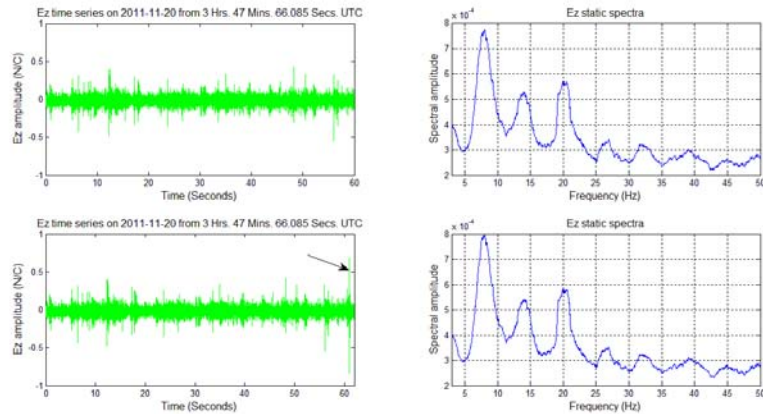 Ez time series on 2011-11-20 from 3 Hrs. 47 Mins. 66.085 Secs. UTC
Ez amplitude (N/C)
1
0.5
0
-0.5
-1
0 10 20 30 40 50 60
Time (Seconds)
Ez static spectra
x 10^-4
Spectral amplitude
8
7
6
5
4
3
2
5 10 15 20 25 30 35 40 45 50
Frequency (Hz)
Ez time series on 2011-11-20 from 3 Hrs. 47 Mins. 66.085 Secs. UTC
Ez amplitude (N/C)
1
0.5
0
-0.5
-1
0 10 20 30 40 50 60
Time (Seconds)
Ez static spectra
x 10^-4
Spectral amplitude
8
7
6
5
4
3
2
5 10 15 20 25 30 35 40 45 50
Frequency (Hz)